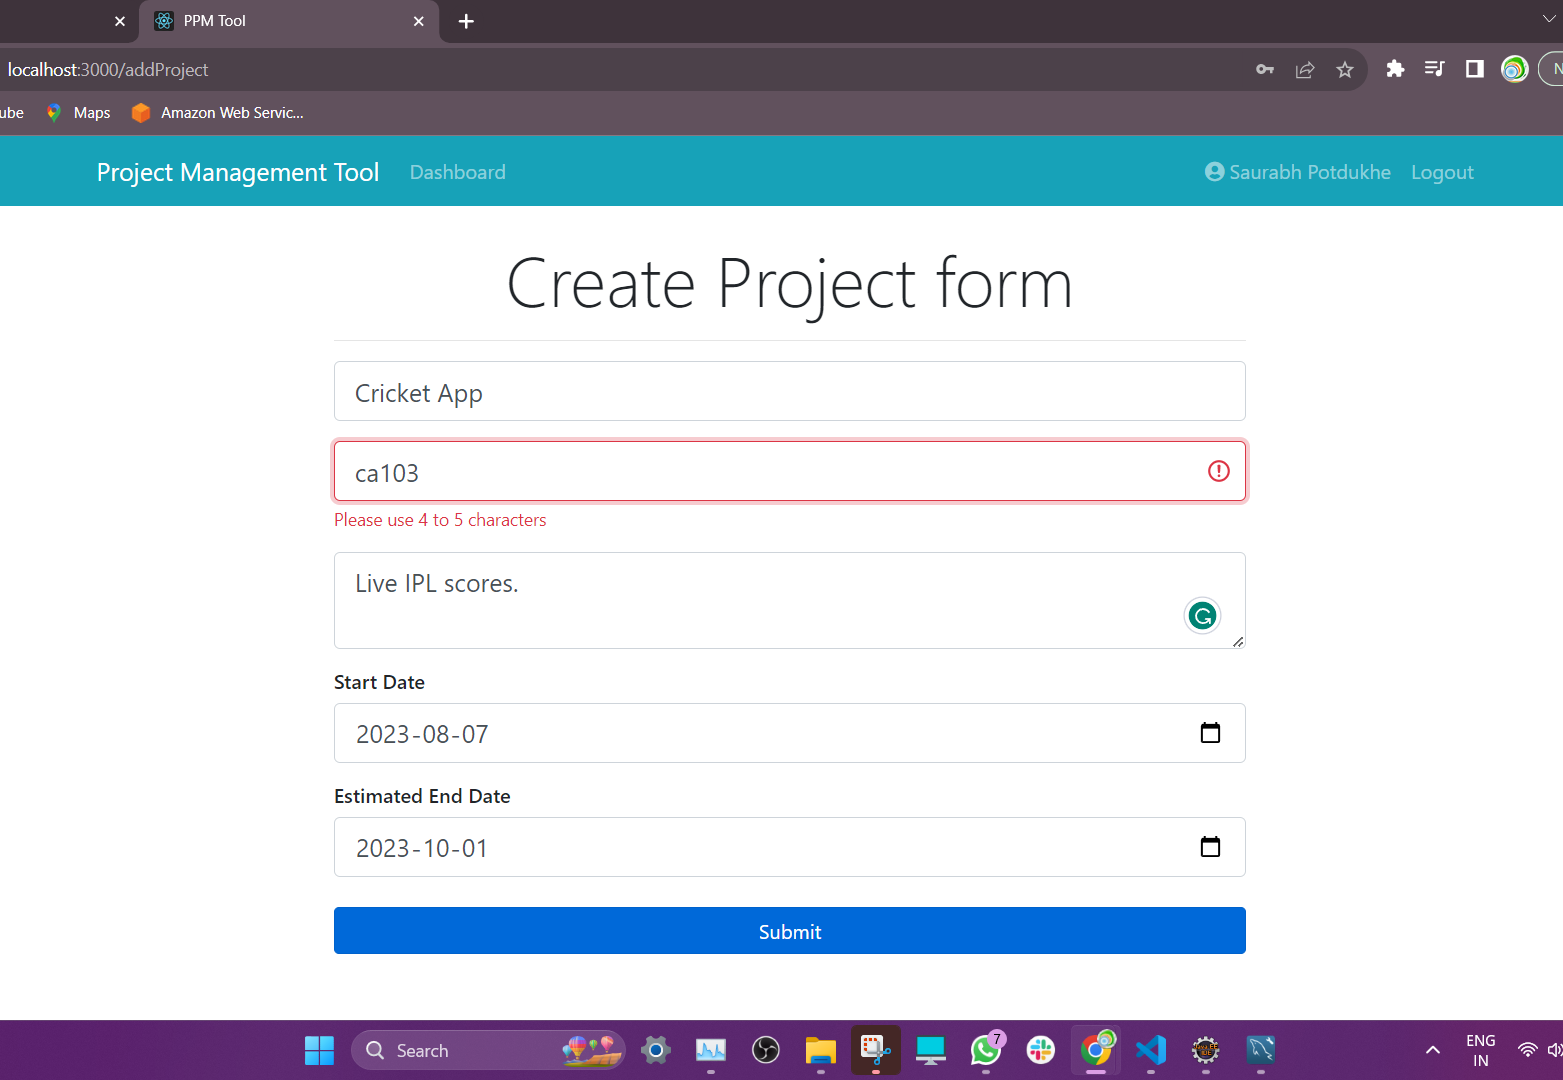 PPM Tool
localhost:3000/addProject
ube Maps Amazon Web Servic...
Project Management Tool Dashboard Saurabh Potdukhe Logout
Create Project form
Cricket App
ca103
Please use 4 to 5 characters
Live IPL scores.
Start Date
2023-08-07
Estimated End Date
2023-10-01
Submit
Search 7 ENG
IN